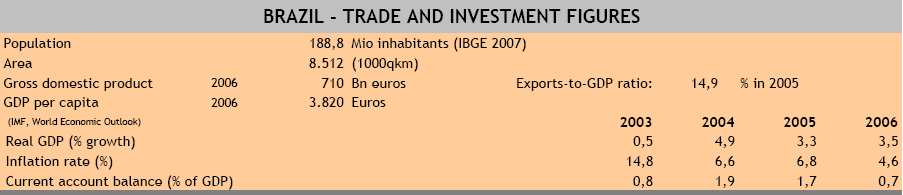 BRAZIL - TRADE AND INVESTMENT FIGURES
Population 188,8 Mio inhabitants (IBGE 2007)
Area 8.512 (1000qkm)
Gross domestic product 2006 710 Bn euros Exports-to-GDP ratio: 14,9 % in 2005
GDP per capita 2006 3.820 Euros
(IMF, World Economic Outlook) 2003 2004 2005 2006
Real GDP (% growth) 0,5 4,9 3,3 3,5
Inflation rate (%) 14,8 6,6 6,8 4,6
Current account balance (% of GDP) 0,8 1,9 1,7 0,7